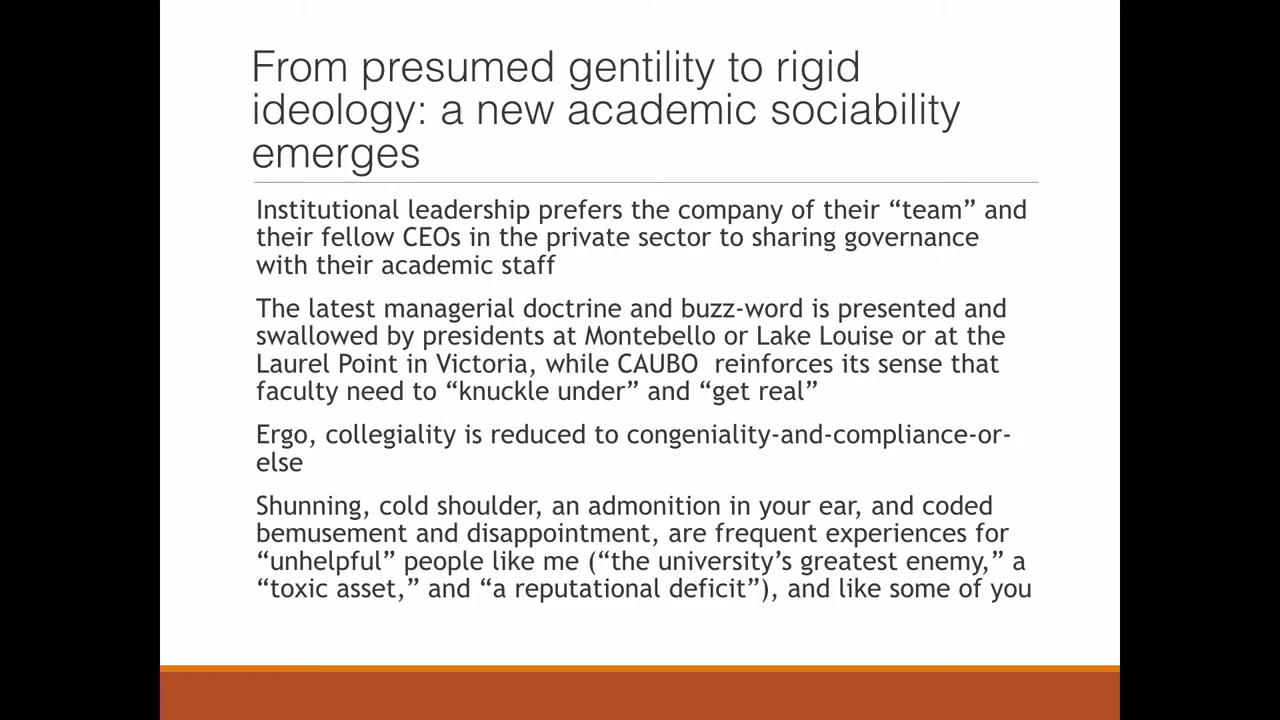 From presumed gentility to rigid
ideology: a new academic sociability
emerges
Institutional leadership prefers the company of their “team” and
their fellow CEOs in the private sector to sharing governance
with their academic staff
The latest managerial doctrine and buzz-word is presented and
swallowed by presidents at Montebello or Lake Louise or at the
Laurel Point in Victoria, while CAUBO  reinforces its sense that
faculty need to “knuckle under” and “get real”
Ergo, collegiality is reduced to congeniality-and-compliance-or-
else
Shunning, cold shoulder, an admonition in your ear, and coded
bemusement and disappointment, are frequent experiences for
“unhelpful” people like me (“the university’s greatest enemy,” a
“toxic asset,” and “a reputational deficit”), and like some of you